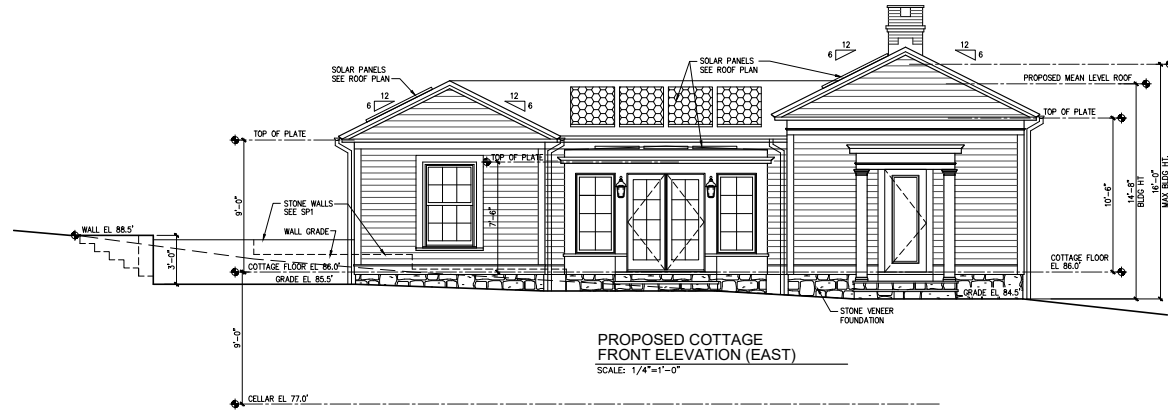 12
6
12
6
SOLAR PANELS
SEE ROOF PLAN
SOLAR PANELS
SEE ROOF PLAN
PROPOSED MEAN LEVEL ROOF
12
6
12
6
TOP OF PLATE
TOP OF PLATE
TOP OF PLATE
9'-0"
7'-6"
10'-6"
14'-8"
BLDG HT
16'-0"
MAX BLDG HT.
STONE WALLS
SEE SP1
WALL GRADE
WALL EL 88.5'
3'-0"
COTTAGE FLOOR EL 86.0'
GRADE EL 85.5'
COTTAGE FLOOR
EL 86.0'
GRADE EL 84.5'
STONE VENEER
FOUNDATION
9'-0"
PROPOSED COTTAGE
FRONT ELEVATION (EAST)
SCALE: 1/4"=1'-0"
CELLAR EL 77.0'